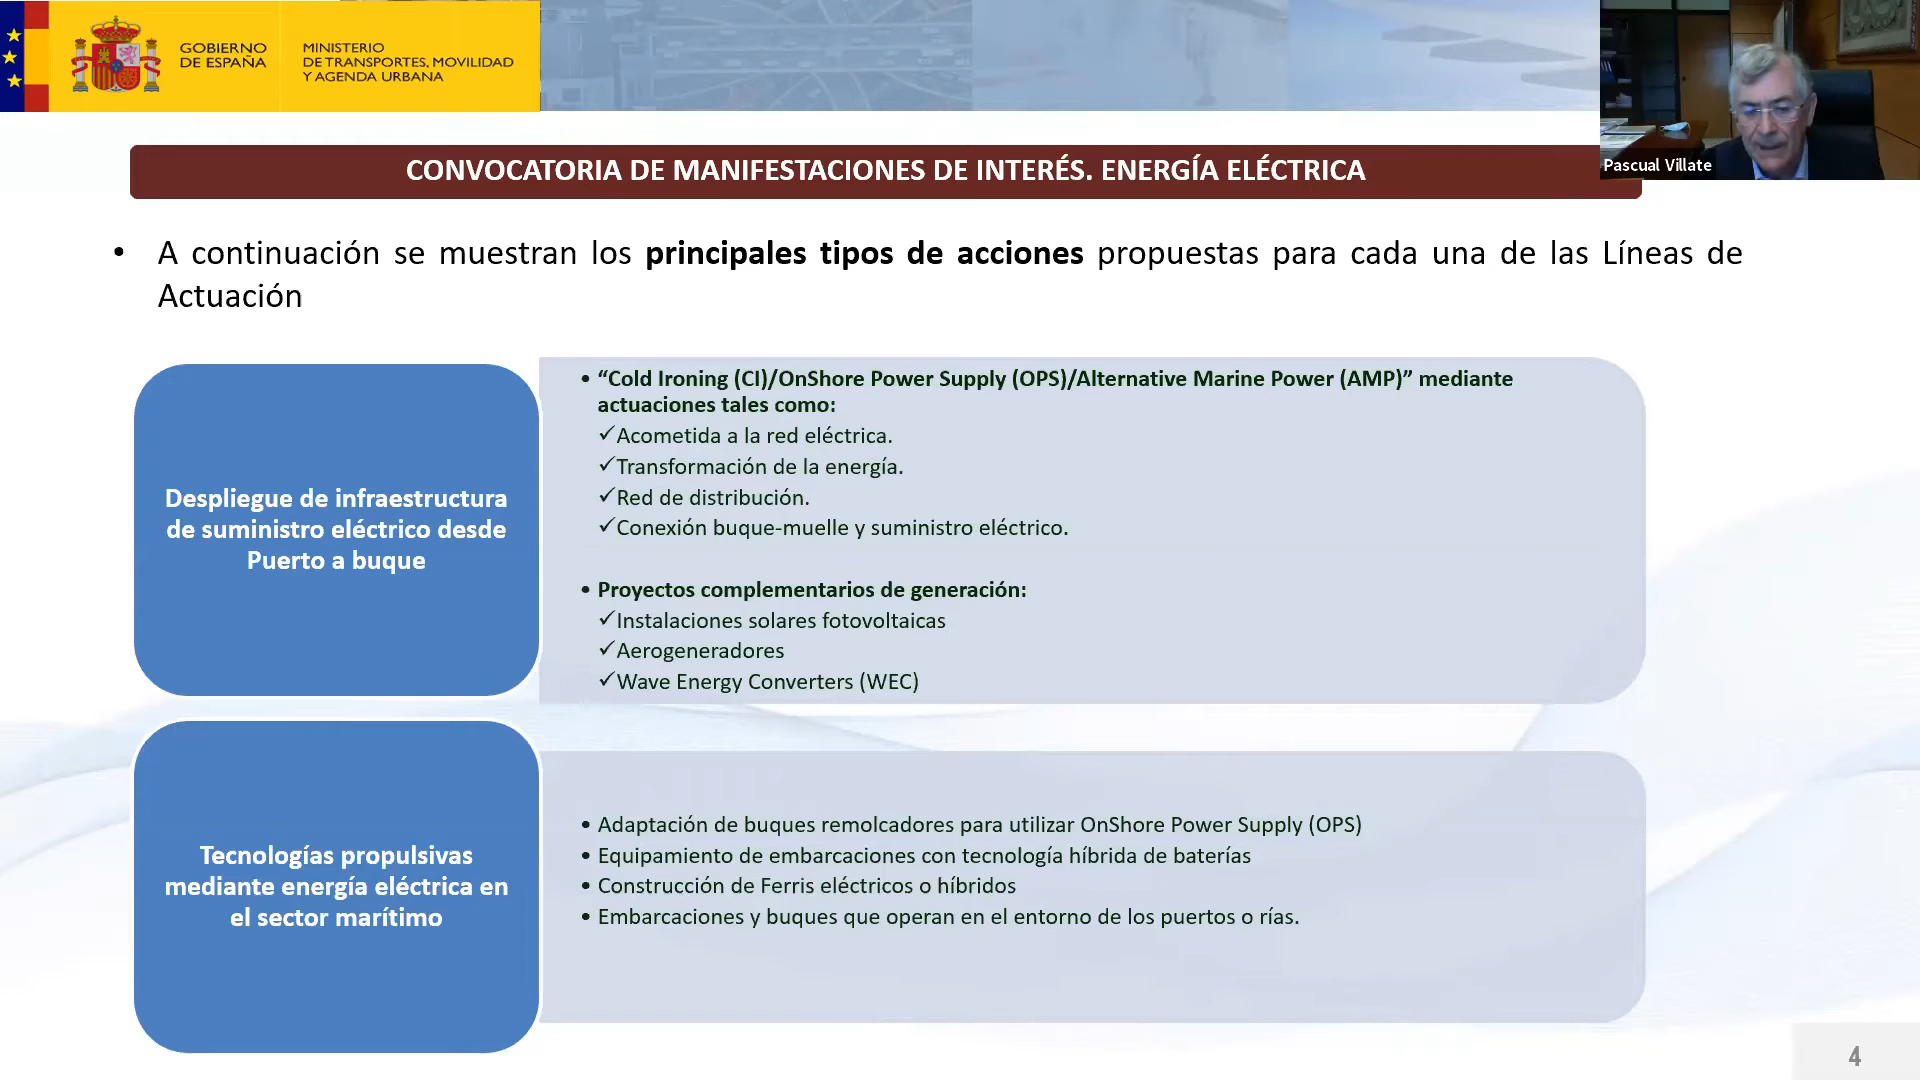 GOBIERNO
DE ESPAÑA
MINISTERIO
DE TRANSPORTES, MOVILIDAD
Y AGENDA URBANA
Pascual Villate
CONVOCATORIA DE MANIFESTACIONES DE INTERÉS. ENERGÍA ELÉCTRICA
• A continuación se muestran los principales tipos de acciones propuestas para cada una de las Líneas de
Actuación
Despliegue de infraestructura
de suministro eléctrico desde
Puerto a buque
• “Cold Ironing (CI)/OnShore Power Supply (OPS)/Alternative Marine Power (AMP)” mediante
actuaciones tales como:
✓Acometida a la red eléctrica.
✓Transformación de la energía.
✓Red de distribución.
✓Conexión buque-muelle y suministro eléctrico.
• Proyectos complementarios de generación:
✓Instalaciones solares fotovoltaicas
✓Aerogeneradores
✓Wave Energy Converters (WEC)
Tecnologías propulsivas
mediante energía eléctrica en
el sector marítimo
• Adaptación de buques remolcadores para utilizar OnShore Power Supply (OPS)
• Equipamiento de embarcaciones con tecnología híbrida de baterías
• Construcción de Ferris eléctricos o híbridos
• Embarcaciones y buques que operan en el entorno de los puertos o rías.
4